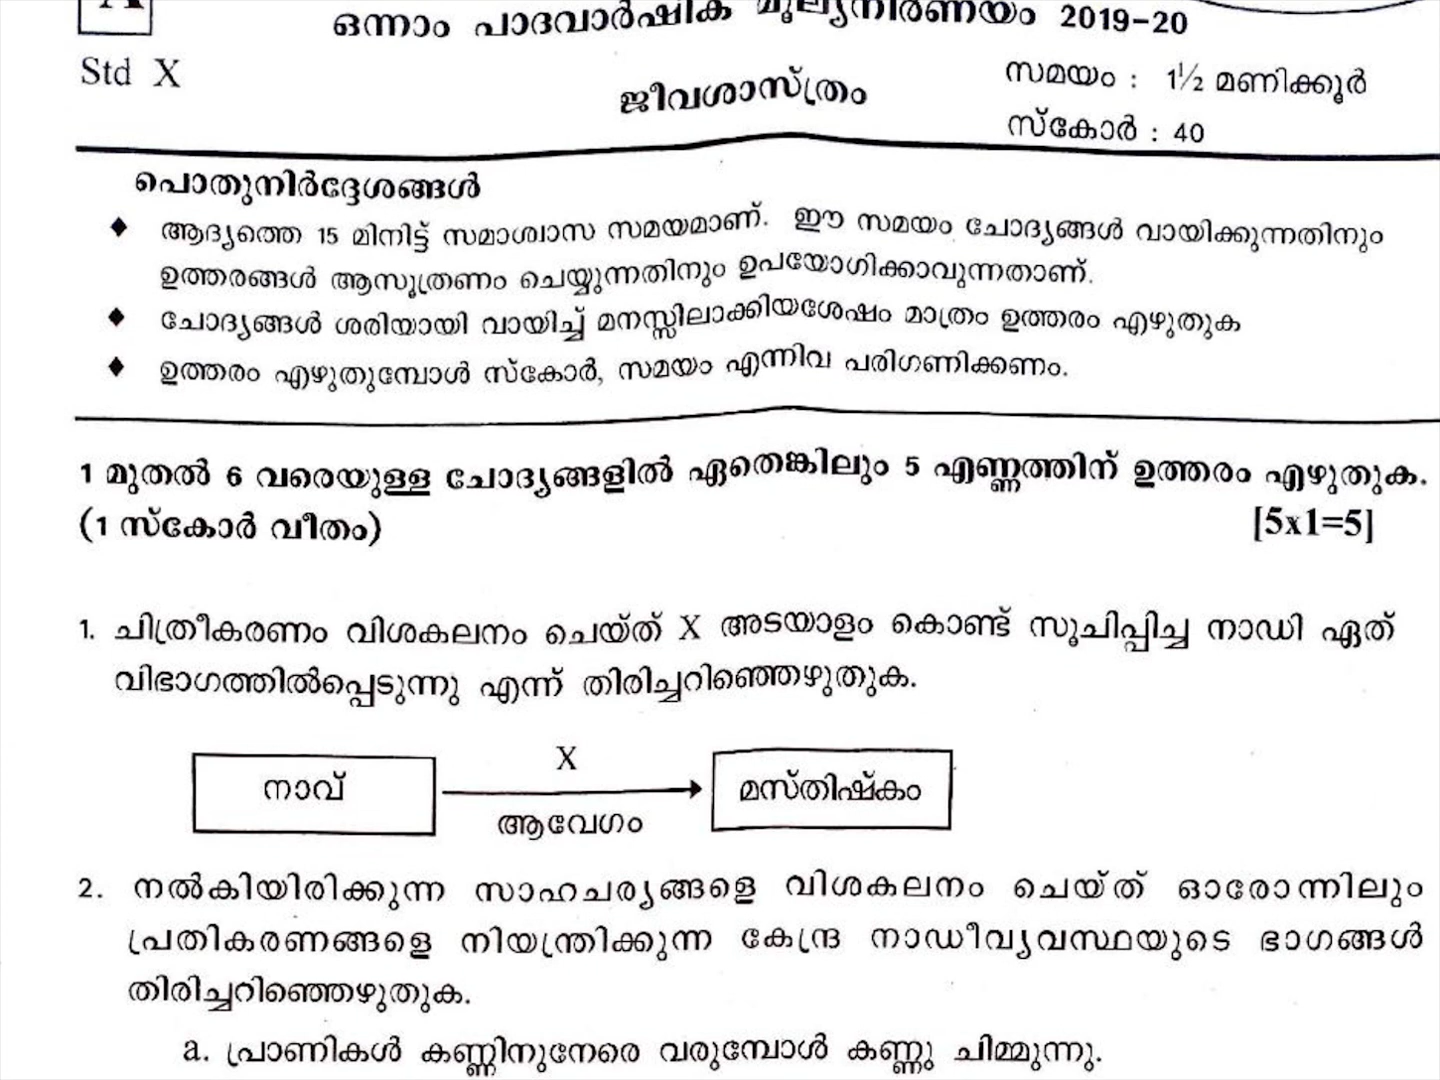 A
ഒന്നാം പാദവാർഷിക മൂല്യനിർണയം 2019-20
Std X
ജീവശാസ്ത്രം
സമയം : 1½ മണിക്കൂർ
സ്കോർ : 40
പൊതുനിർദ്ദേശങ്ങൾ
♦ ആദ്യത്തെ 15 മിനിട്ട് സമാശ്വാസ സമയമാണ്. ഈ സമയം ചോദ്യങ്ങൾ വായിക്കുന്നതിനും
ഉത്തരങ്ങൾ ആസൂത്രണം ചെയ്യുന്നതിനും ഉപയോഗിക്കാവുന്നതാണ്.
♦ ചോദ്യങ്ങൾ ശരിയായി വായിച്ച് മനസ്സിലാക്കിയശേഷം മാത്രം ഉത്തരം എഴുതുക
♦ ഉത്തരം എഴുതുമ്പോൾ സ്കോർ, സമയം എന്നിവ പരിഗണിക്കണം.
1 മുതൽ 6 വരെയുള്ള ചോദ്യങ്ങളിൽ ഏതെങ്കിലും 5 എണ്ണത്തിന് ഉത്തരം എഴുതുക.
(1 സ്കോർ വീതം) [5x1=5]
1. ചിത്രീകരണം വിശകലനം ചെയ്ത് X അടയാളം കൊണ്ട് സൂചിപ്പിച്ച നാഡി ഏത്
വിഭാഗത്തിൽപ്പെടുന്നു എന്ന് തിരിച്ചറിഞ്ഞെഴുതുക.
X
നാവ്
മസ്തിഷ്കം
ആവേഗം
2. നൽകിയിരിക്കുന്ന സാഹചര്യങ്ങളെ വിശകലനം ചെയ്ത് ഓരോന്നിലും
പ്രതികരണങ്ങളെ നിയന്ത്രിക്കുന്ന കേന്ദ്ര നാഡീവ്യവസ്ഥയുടെ ഭാഗങ്ങൾ
തിരിച്ചറിഞ്ഞെഴുതുക.
a. പ്രാണികൾ കണ്ണിനുനേരെ വരുമ്പോൾ കണ്ണു ചിമ്മുന്നു.